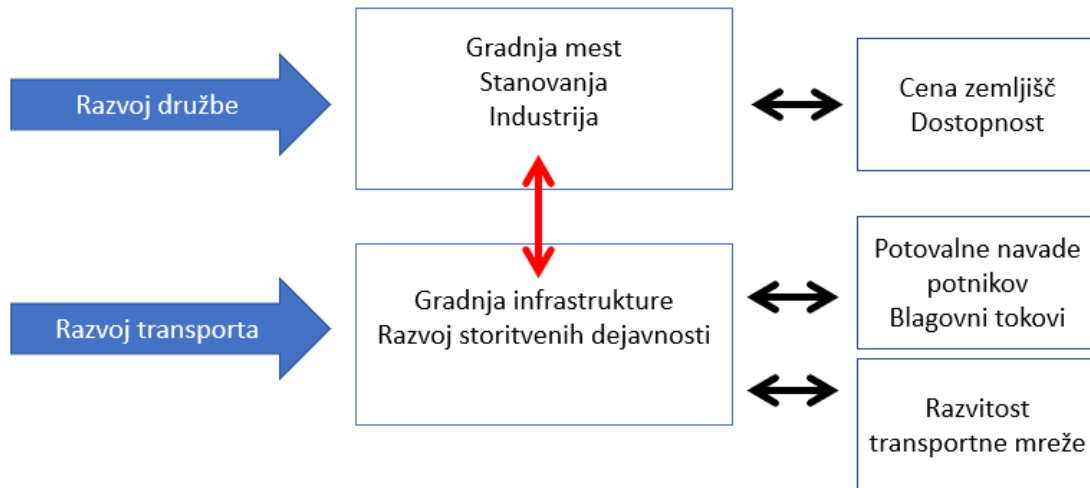 Razvoj družbe
Gradnja mest
Stanovanja
Industrija
Cena zemljišč
Dostopnost
Razvoj transporta
Gradnja infrastrukture
Razvoj storitvenih dejavnosti
Potovalne navade
potnikov
Blagovni tokovi
Razvitost
transportne mreže